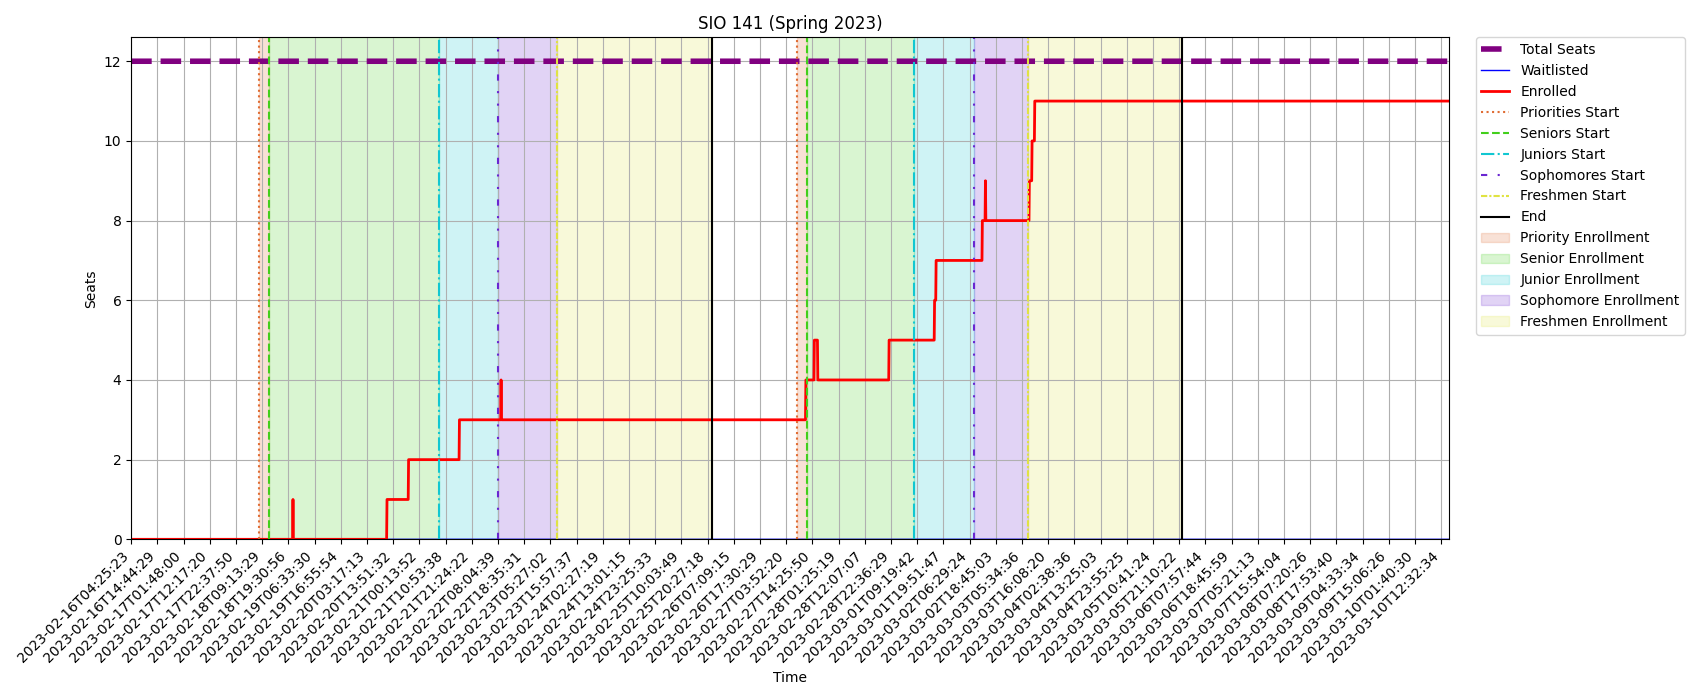 SIO 141 (Spring 2023)
Seats
12
10
8
6
4
2
0
2023-02-16T04:25:23
2023-02-16T14:44:29
2023-02-17T01:48:00
2023-02-17T12:17:20
2023-02-17T22:37:50
2023-02-18T09:13:29
2023-02-18T19:30:56
2023-02-19T06:33:30
2023-02-19T16:55:54
2023-02-20T03:17:13
2023-02-20T13:51:32
2023-02-21T00:13:52
2023-02-21T10:53:38
2023-02-21T21:24:22
2023-02-22T08:04:39
2023-02-22T18:35:31
2023-02-23T05:27:02
2023-02-23T15:57:37
2023-02-24T02:27:19
2023-02-24T13:01:15
2023-02-24T23:25:33
2023-02-25T10:03:49
2023-02-25T20:27:18
2023-02-26T07:09:15
2023-02-26T17:30:29
2023-02-27T03:52:20
2023-02-27T14:25:50
2023-02-28T01:25:19
2023-02-28T12:07:07
2023-02-28T22:36:29
2023-03-01T09:19:42
2023-03-01T19:51:47
2023-03-02T06:29:24
2023-03-02T18:45:03
2023-03-03T05:34:36
2023-03-03T16:08:20
2023-03-04T02:38:36
2023-03-04T13:25:03
2023-03-04T23:55:25
2023-03-05T10:41:24
2023-03-05T21:10:22
2023-03-06T07:57:44
2023-03-06T18:45:59
2023-03-07T05:21:13
2023-03-07T15:54:04
2023-03-08T07:20:26
2023-03-08T17:53:40
2023-03-09T04:33:34
2023-03-09T15:06:26
2023-03-10T01:40:30
2023-03-10T12:32:34
Time
Total Seats
Waitlisted
Enrolled
Priorities Start
Seniors Start
Juniors Start
Sophomores Start
Freshmen Start
End
Priority Enrollment
Senior Enrollment
Junior Enrollment
Sophomore Enrollment
Freshmen Enrollment